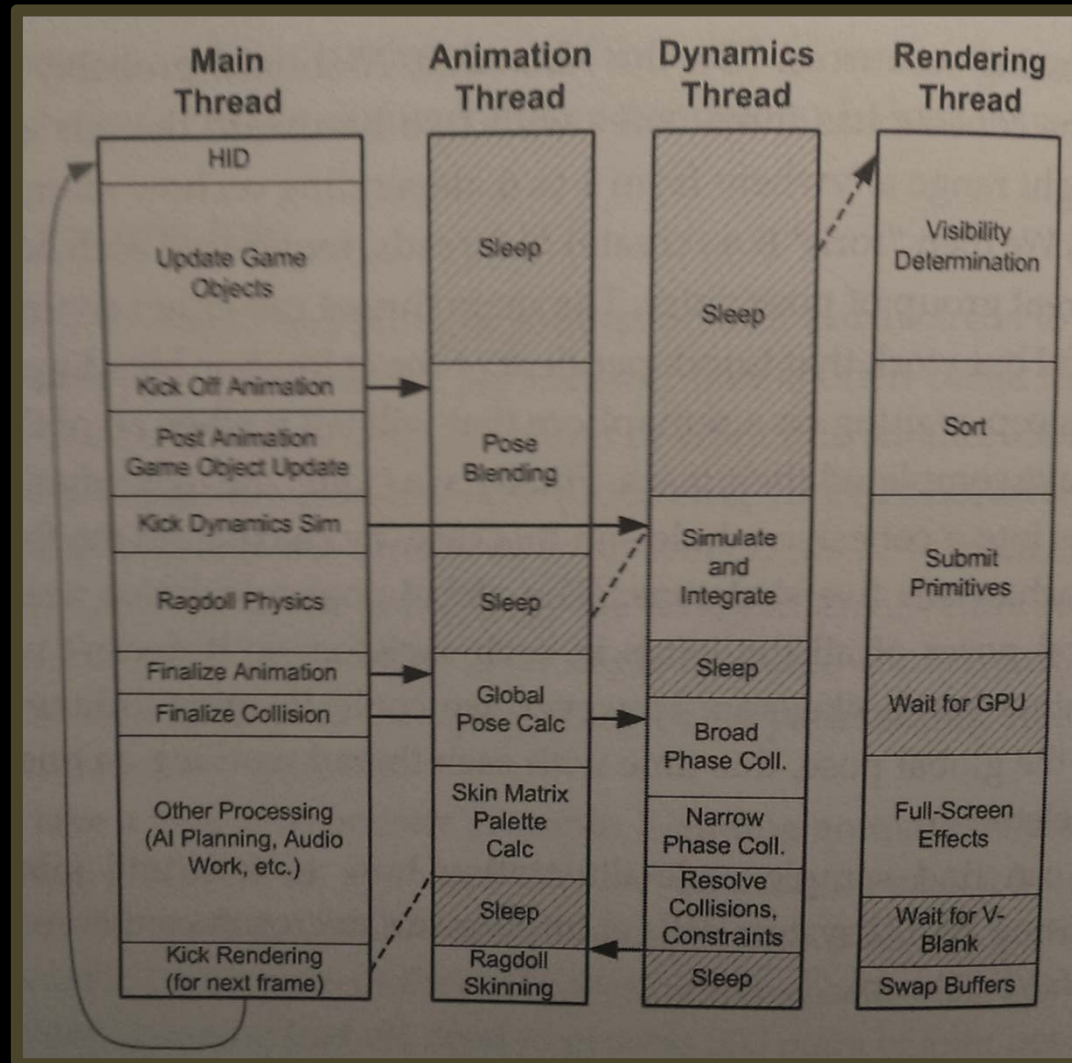 Main
Thread
Animation
Thread
Dynamics
Thread
Rendering
Thread
HID
Update Game
Objects
Kick Off Animation
Post Animation
Game Object Update
Kick Dynamics Sim
Ragdoll Physics
Finalize Animation
Finalize Collision
Other Processing
(AI Planning, Audio
Work, etc.)
Kick Rendering
(for next frame)
Sleep
Pose
Blending
Sleep
Global
Pose Calc
Skin Matrix
Palette
Calc
Sleep
Ragdoll
Skinning
Sleep
Simulate
and
Integrate
Sleep
Broad
Phase Coll.
Narrow
Phase Coll.
Resolve
Collisions,
Constraints
Sleep
Visibility
Determination
Sort
Submit
Primitives
Wait for GPU
Full-Screen
Effects
Wait for V-
Blank
Swap Buffers